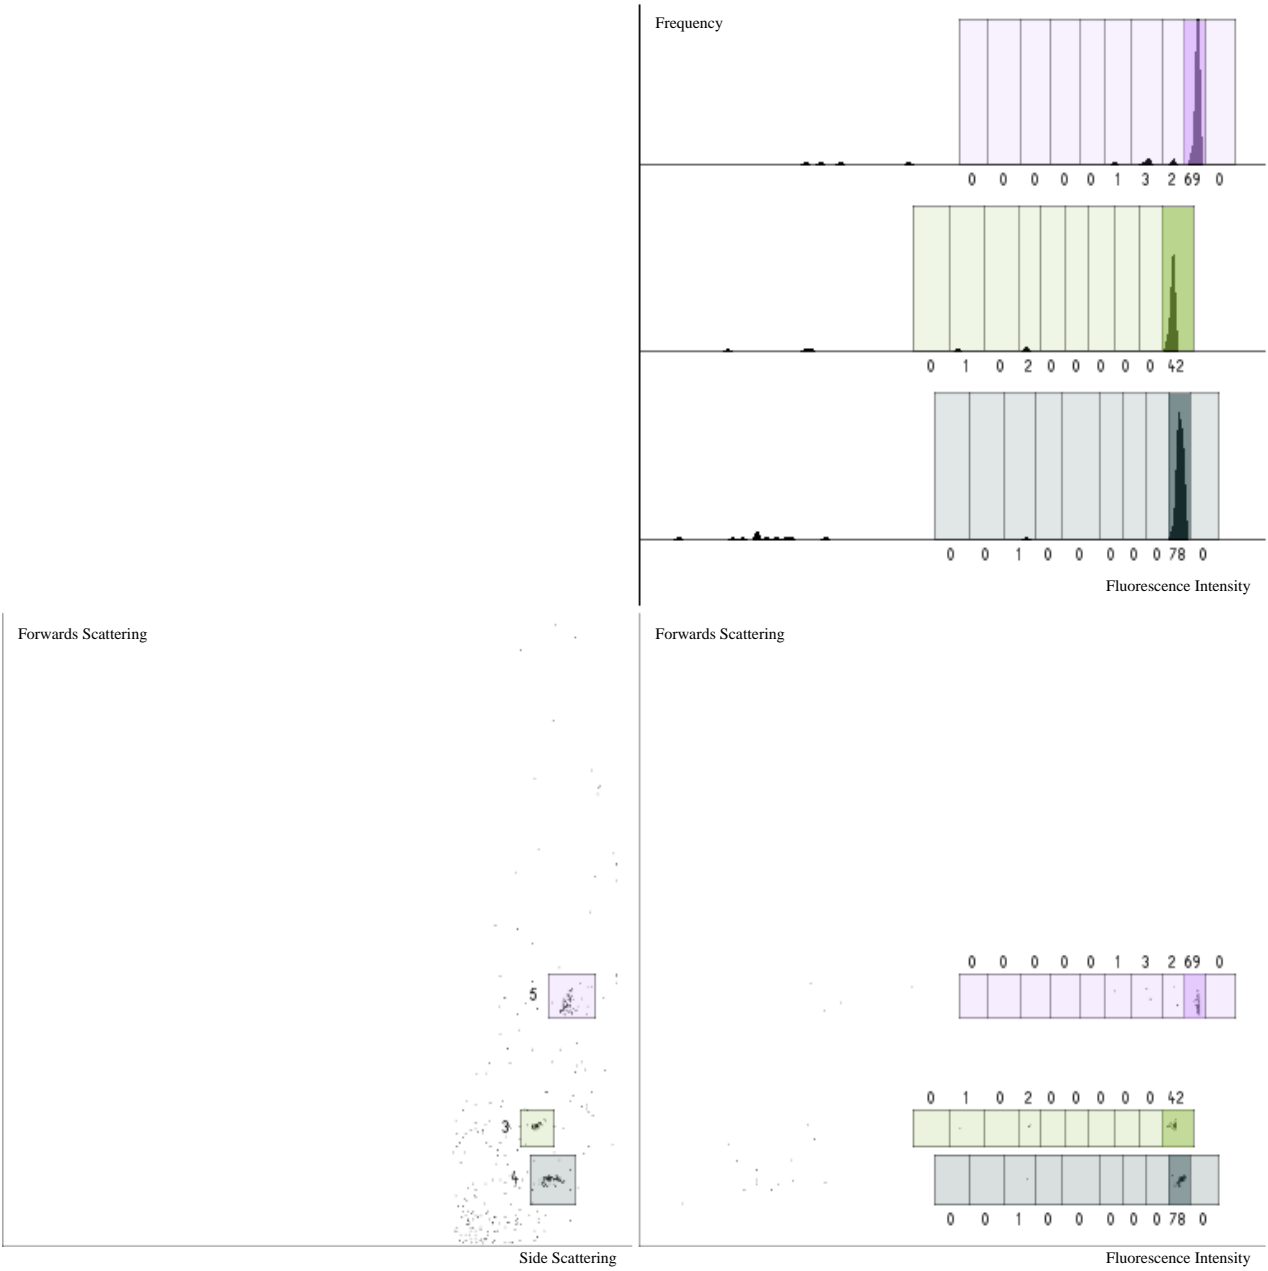 Frequency
0 0 0 0 0 1 3 2 69 0
0 1 0 2 0 0 0 0 0 42
0 0 1 0 0 0 0 0 78 0
Fluorescence Intensity
Forwards Scattering
5
3
4
Side Scattering
Forwards Scattering
0 0 0 0 0 1 3 2 69 0
0 1 0 2 0 0 0 0 0 42
0 0 1 0 0 0 0 0 78 0
Fluorescence Intensity